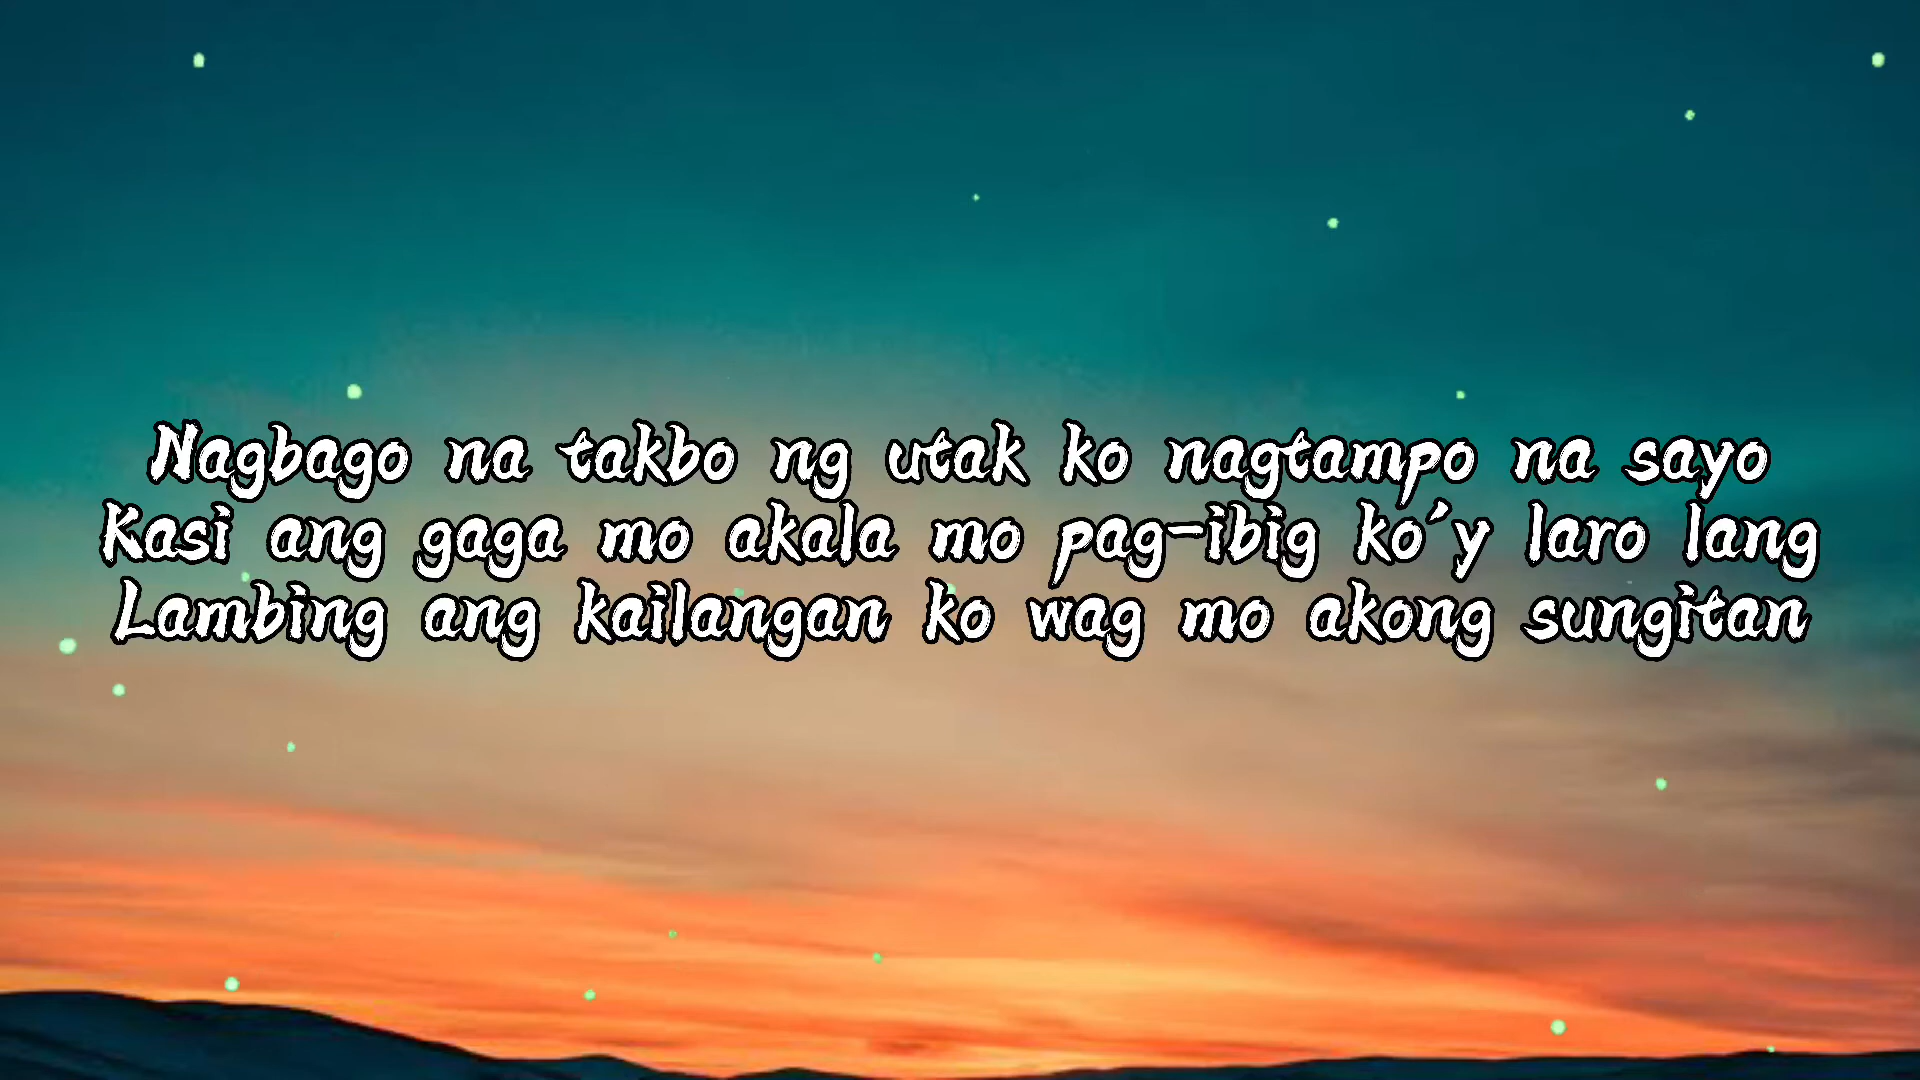 Nagbago na takbo ng utak ko nagtampo na sayo
Kasi ang gaga mo akala mo pag-ibig ko'y laro lang
Lambing ang kailangan ko wag mo akong sungitan